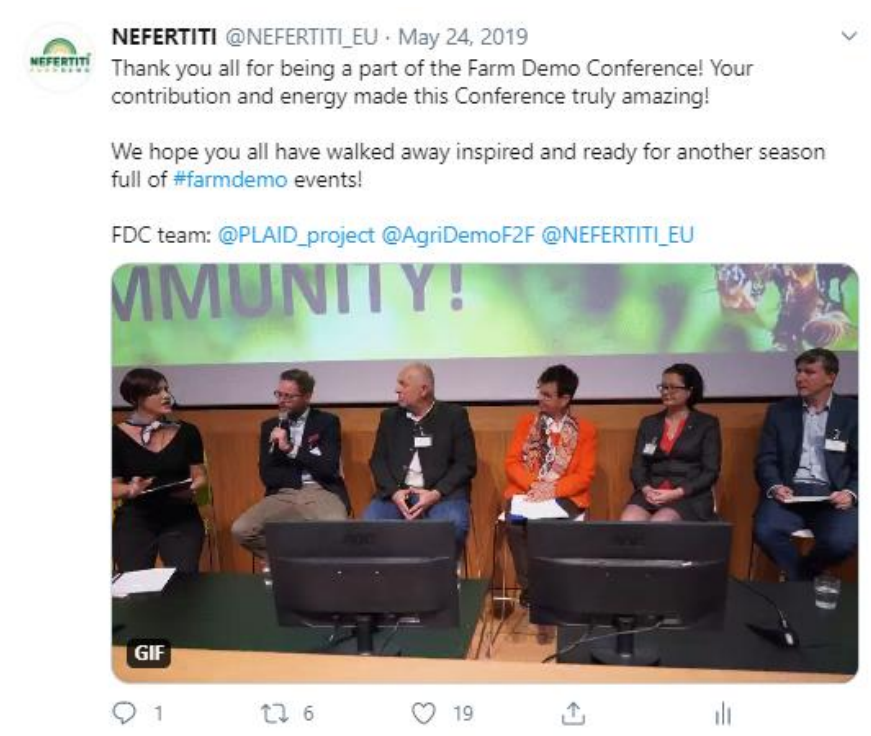 NEFERTITI @NEFERTITI_EU · May 24, 2019
NEFERTITI
Thank you all for being a part of the Farm Demo Conference! Your
contribution and energy made this Conference truly amazing!
We hope you all have walked away inspired and ready for another season
full of #farmdemo events!
FDC team: @PLAID_project @AgriDemoF2F @NEFERTITI_EU
MMUNITY!
GIF
1 6 19